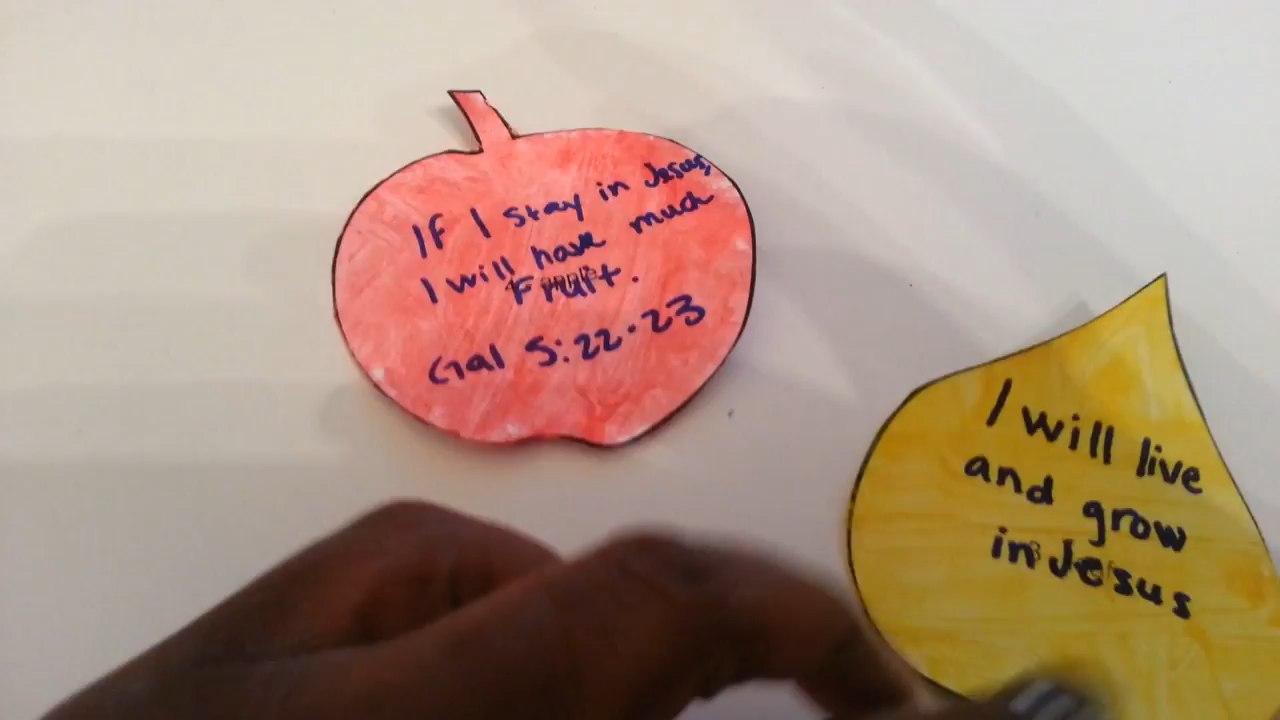 If I stay in Jesus,
I will have much
Fruit.
Gal 5:22-23
I will live
and grow
in Jesus